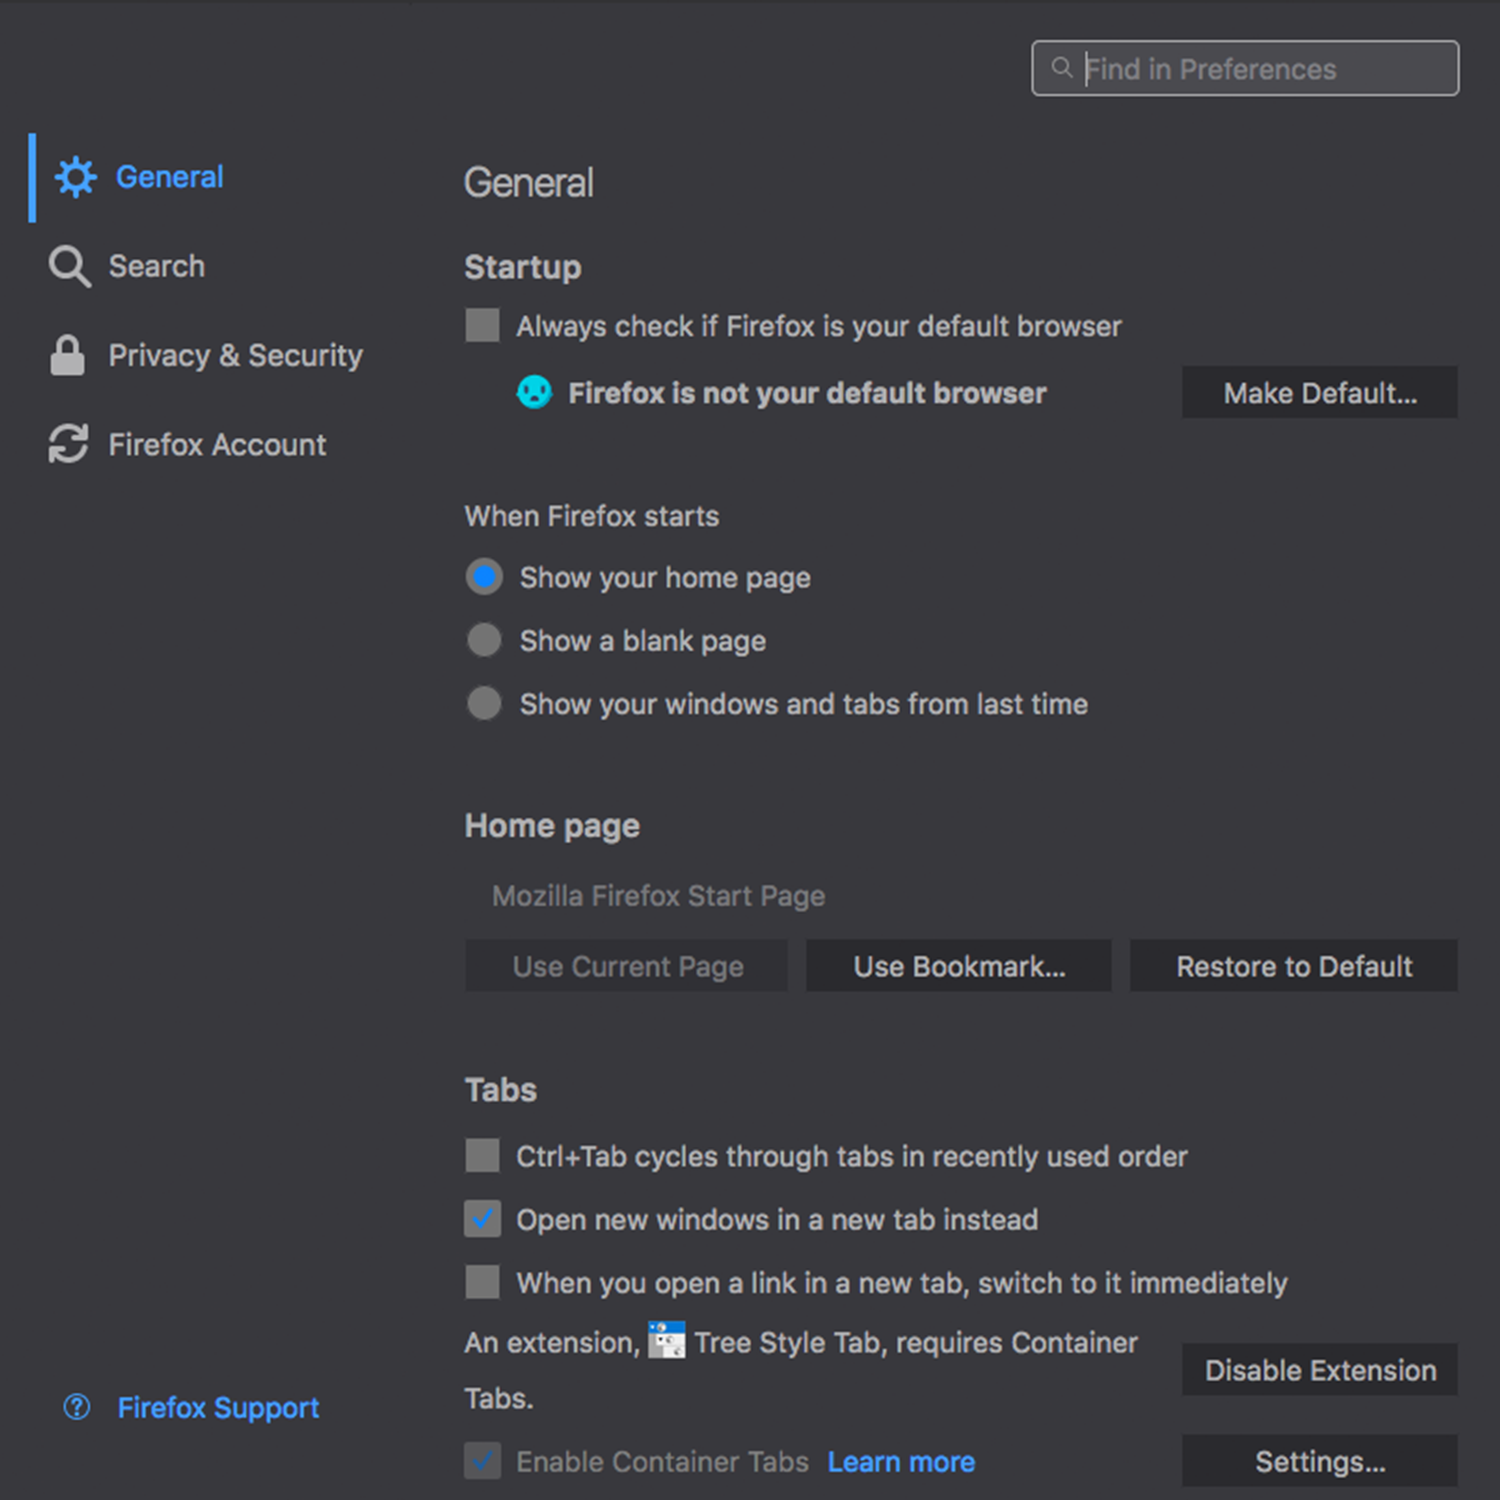 Find in Preferences
General
Search
Privacy & Security
Firefox Account
Firefox Support
General
Startup
Always check if Firefox is your default browser
Firefox is not your default browser
Make Default...
When Firefox starts
Show your home page
Show a blank page
Show your windows and tabs from last time
Home page
Mozilla Firefox Start Page
Use Current Page
Use Bookmark...
Restore to Default
Tabs
Ctrl+Tab cycles through tabs in recently used order
Open new windows in a new tab instead
When you open a link in a new tab, switch to it immediately
An extension, Tree Style Tab, requires Container
Tabs.
Disable Extension
Enable Container Tabs Learn more
Settings...